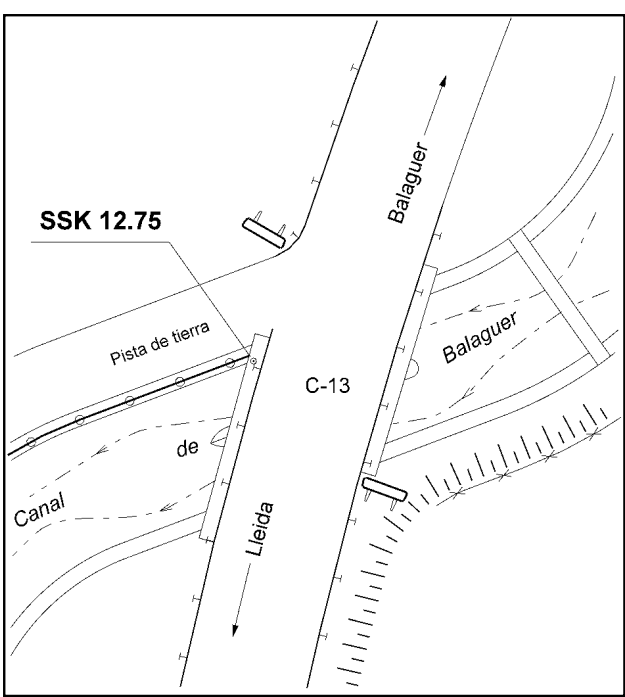 Balaguer
SSK 12.75
Pista de tierra
Balaguer
C-13
de
Canal
Lleida